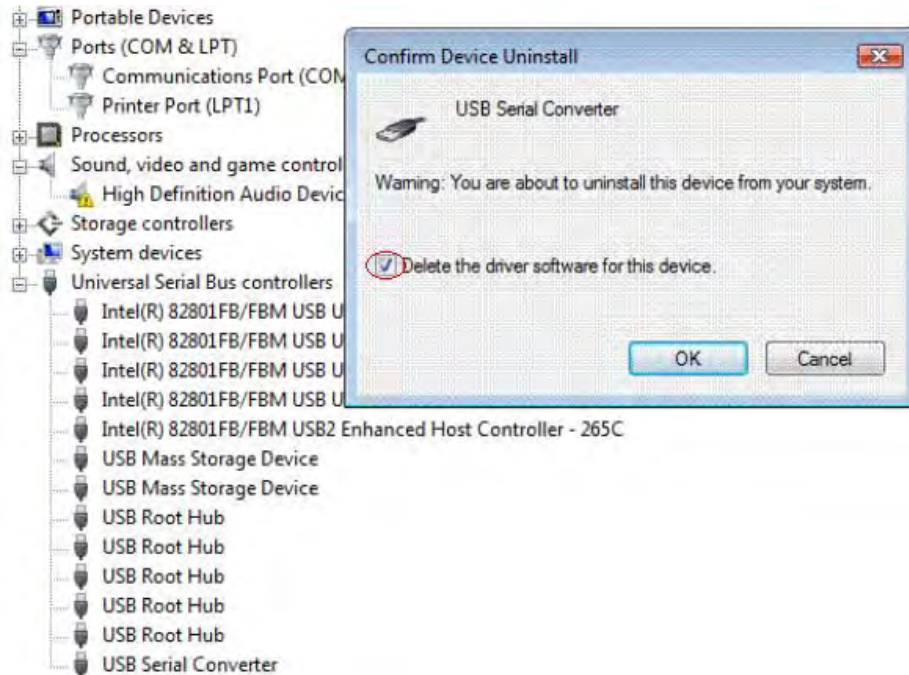 Portable Devices
Ports (COM & LPT)
Communications Port (COM
Printer Port (LPT1)
Processors
Sound, video and game control
High Definition Audio Devic
Storage controllers
System devices
Universal Serial Bus controllers
Intel(R) 82801FB/FBM USB U
Intel(R) 82801FB/FBM USB U
Intel(R) 82801FB/FBM USB U
Intel(R) 82801FB/FBM USB U
Intel(R) 82801FB/FBM USB2 Enhanced Host Controller - 265C
USB Mass Storage Device
USB Mass Storage Device
USB Root Hub
USB Root Hub
USB Root Hub
USB Root Hub
USB Root Hub
USB Serial Converter
Confirm Device Uninstall
USB Serial Converter
Warning: You are about to uninstall this device from your system.
Delete the driver software for this device.
OK
Cancel